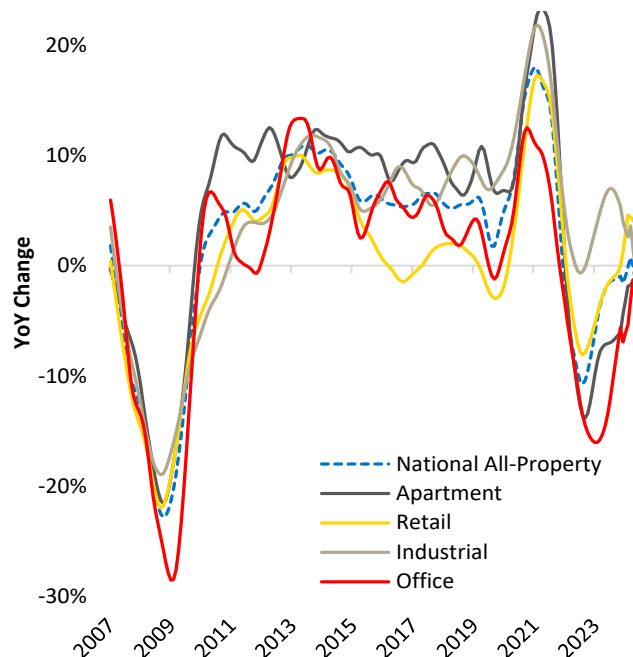 20%
10%
0%
-10%
-20%
-30%
YoY Change
National All-Property
Apartment
Retail
Industrial
Office
2007
2009
2011
2013
2015
2017
2019
2021
2023